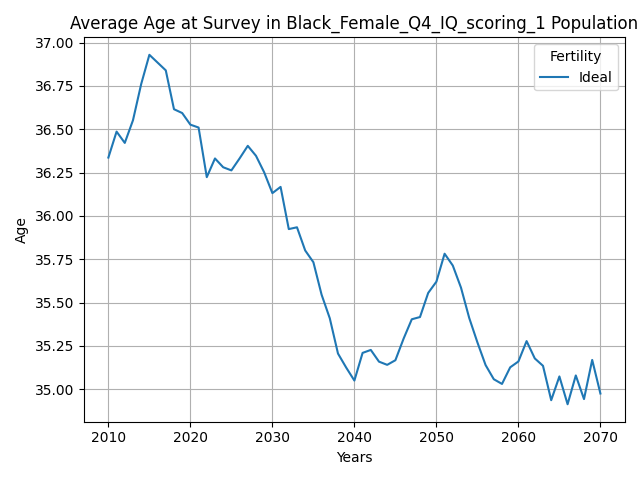 Average Age at Survey in Black_Female_Q4_IQ_scoring_1 Population
37.00
36.75
36.50
36.25
36.00
35.75
35.50
35.25
35.00
Age
Fertility
Ideal
2010 2020 2030 2040 2050 2060 2070
Years